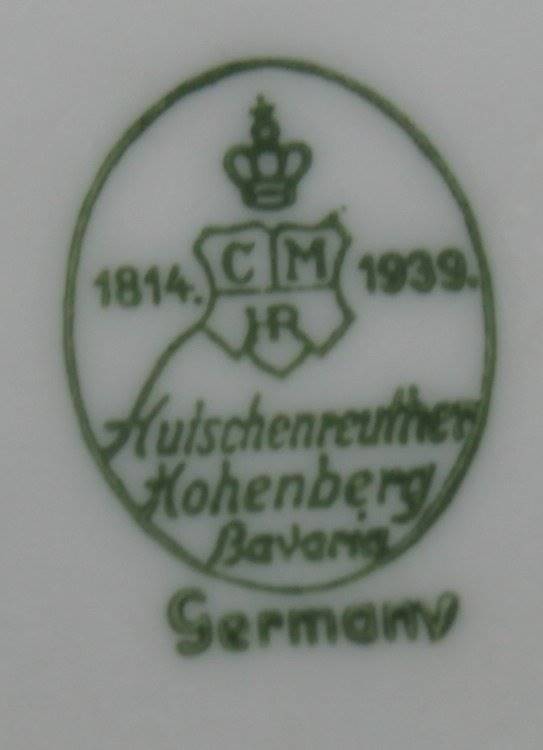 C M
1814. 1939.
HR
Hutschenreuther
Hohenberg
Bavaria
Germany